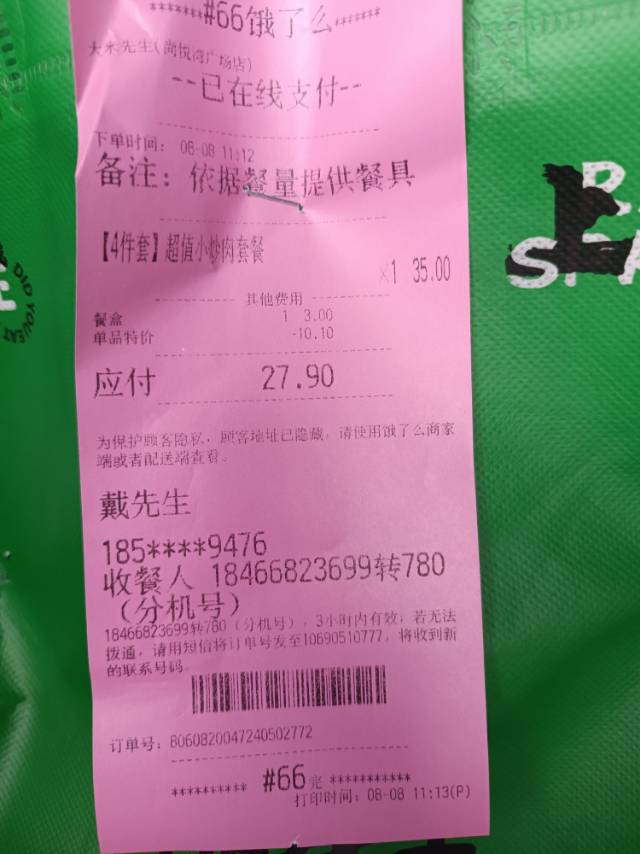 *******#66饿了么*******
大米先生(尚悦湾广场店)
--已在线支付--
下单时间: 08-08 11:12
备注: 依据餐量提供餐具
【4件套】超值小炒肉套餐
x1 35.00
其他费用
餐盒 1 3.00
单品特价 -10.10
应付 27.90
为保护顾客隐私，顾客地址已隐藏，请使用饿了么商家
端或者配送端查看。
戴先生
185****9476
收餐人 18466823699转780
（分机号）
18466823699转780（分机号），3小时内有效，若无法
拨通，请用短信将订单号发至10690510777，将收到新
的联系号码。
订单号: 8060820047240502772
********** #66完 ***********
打印时间: 08-08 11:13(P)
DID YOU EAT